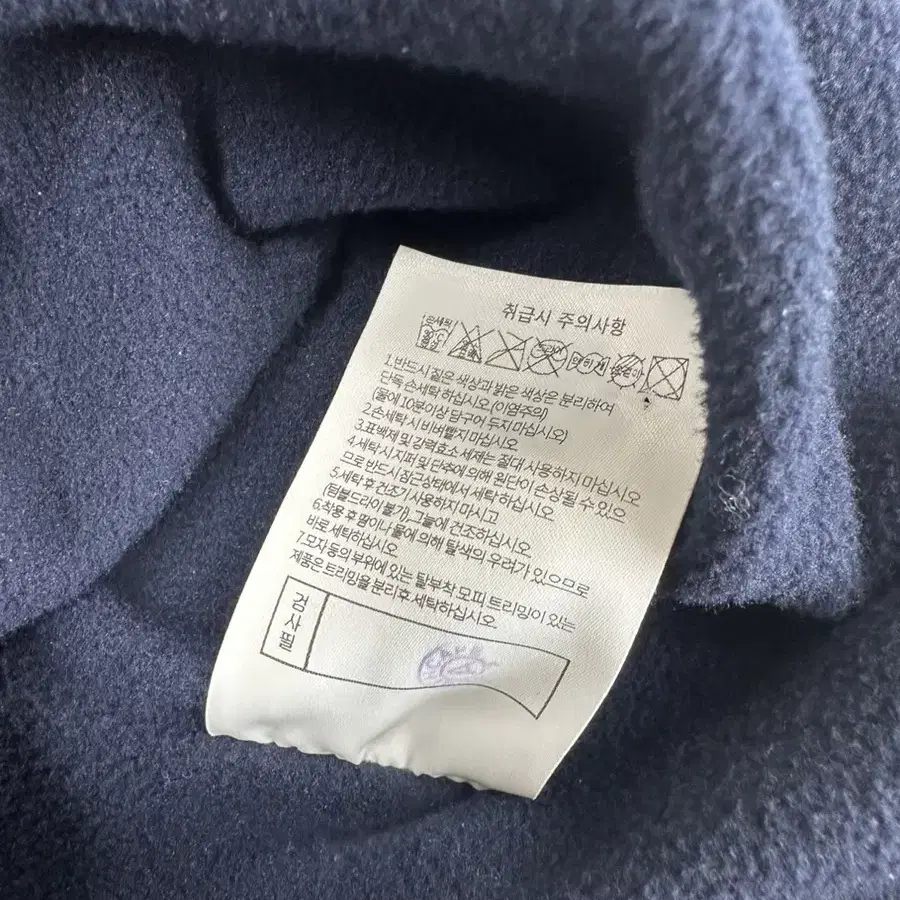 취급시 주의사항
약하게
1.반드시 짙은 색상과 밝은 색상은 분리하여
단독 손세탁 하십시오 (이염주의)
(물에 10분이상 담구어 두지 마십시오)
2.손세탁 시 비벼빨지 마십시오
3.표백제 및 강력효소 세제는 절대 사용하지 마십시오
4.세탁시 지퍼 및 단추에 의해 원단이 손상될 수 있으
므로 반드시 잠근상태에서 세탁하십시오
5.세탁 후 건조기 사용하지 마시고
(텀블드라이 불가).그늘에 건조하십시오
6.착용 후 땀이나 물에 의해 탈색의 우려가 있으므로
바로 세탁하십시오
7.모자 등의 부위에 있는 탈부착 모피 트리밍이 있는
제품은 트리밍을 분리후 세탁하십시오
검사필